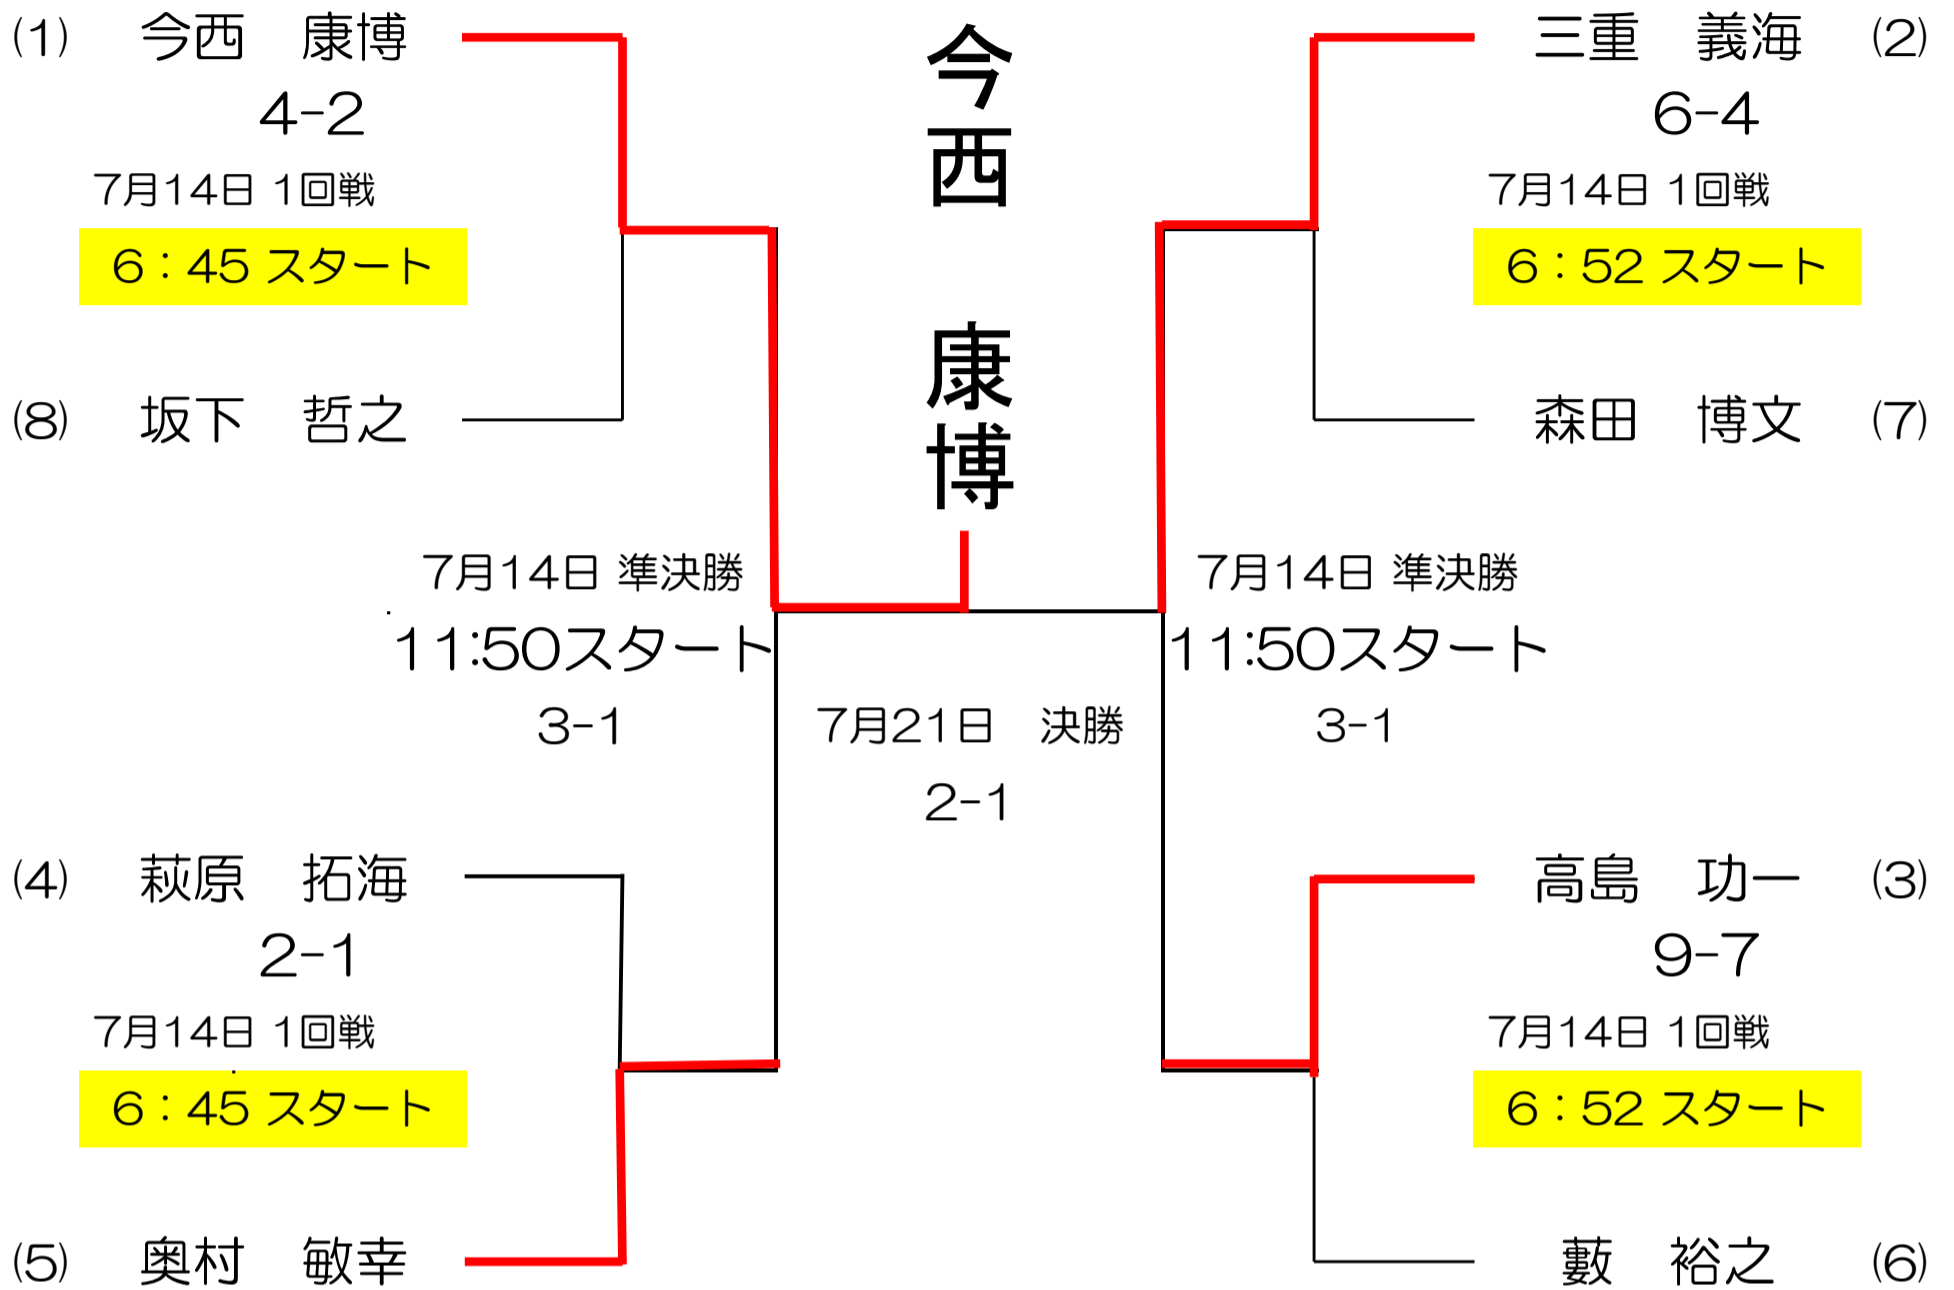 (1) 今西　康博
4-2
7月14日 1回戦
6：45 スタート
(8) 坂下　哲之
今西　康博
三重　義海 (2)
6-4
7月14日 1回戦
6：52 スタート
森田　博文 (7)
7月14日 準決勝
11:50スタート
3-1
7月21日　決勝
2-1
7月14日 準決勝
11:50スタート
3-1
(4) 萩原　拓海
2-1
7月14日 1回戦
6：45 スタート
(5) 奥村　敏幸
高島　功一 (3)
9-7
7月14日 1回戦
6：52 スタート
藪　裕之 (6)